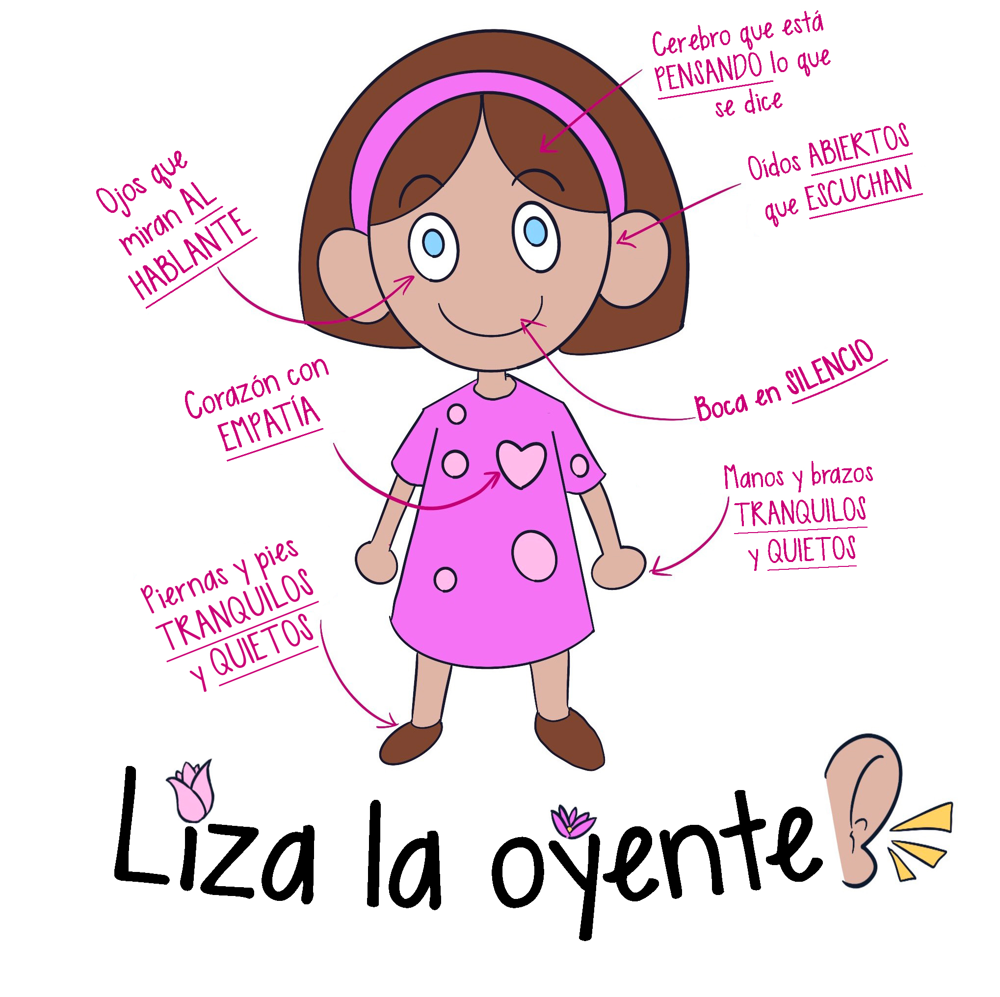 Cerebro que está
PENSANDO lo que
se dice
Oídos ABIERTOS
que ESCUCHAN
Ojos que
miran AL
HABLANTE
Boca en SILENCIO
Corazón con
EMPATÍA
Manos y brazos
TRANQUILOS
y QUIETOS
Piernas y pies
TRANQUILOS
y QUIETOS
Liza la oyente